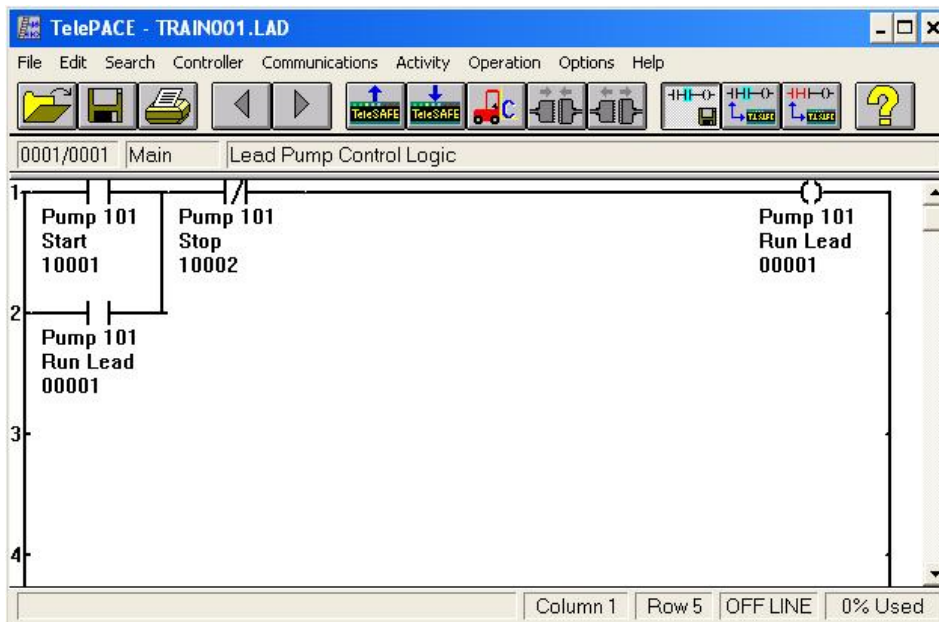 TelePACE - TRAIN001.LAD
File Edit Search Controller Communications Activity Operation Options Help
TeleSAFE TeleSAFE C T.SAFE T.SAFE ?
0001/0001 Main Lead Pump Control Logic
1
Pump 101 Pump 101 Pump 101
Start Stop Run Lead
10001 10002 00001
2
Pump 101
Run Lead
00001
3
4
Column 1 Row 5 OFF LINE 0% Used